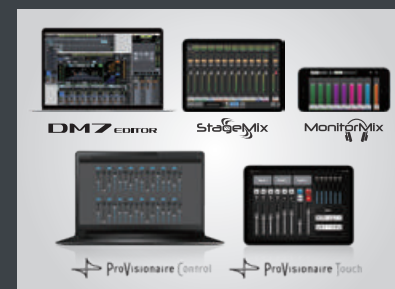 DM7 EDITOR
StageMix
MonitorMix
ProVisionaire Control
ProVisionaire Touch